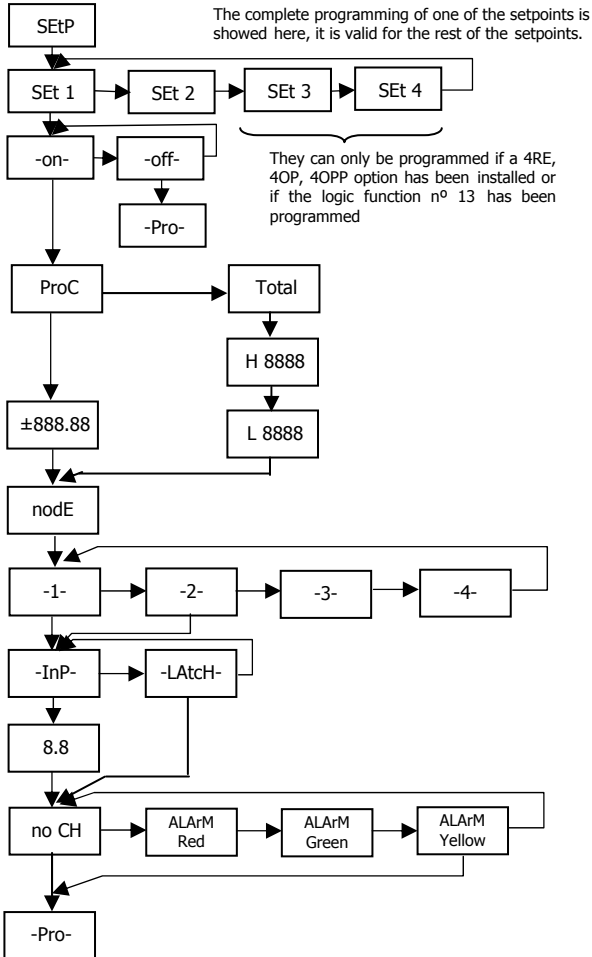 SEtP
The complete programming of one of the setpoints is
showed here, it is valid for the rest of the setpoints.
SEt 1
SEt 2
SEt 3
SEt 4
-on-
-off-
They can only be programmed if a 4RE,
4OP, 4OPP option has been installed or
if the logic function nº 13 has been
programmed
-Pro-
ProC
Total
H 8888
±888.88
L 8888
nodE
-1-
-2-
-3-
-4-
-InP-
-LAtcH-
8.8
no CH
ALArM
Red
ALArM
Green
ALArM
Yellow
-Pro-